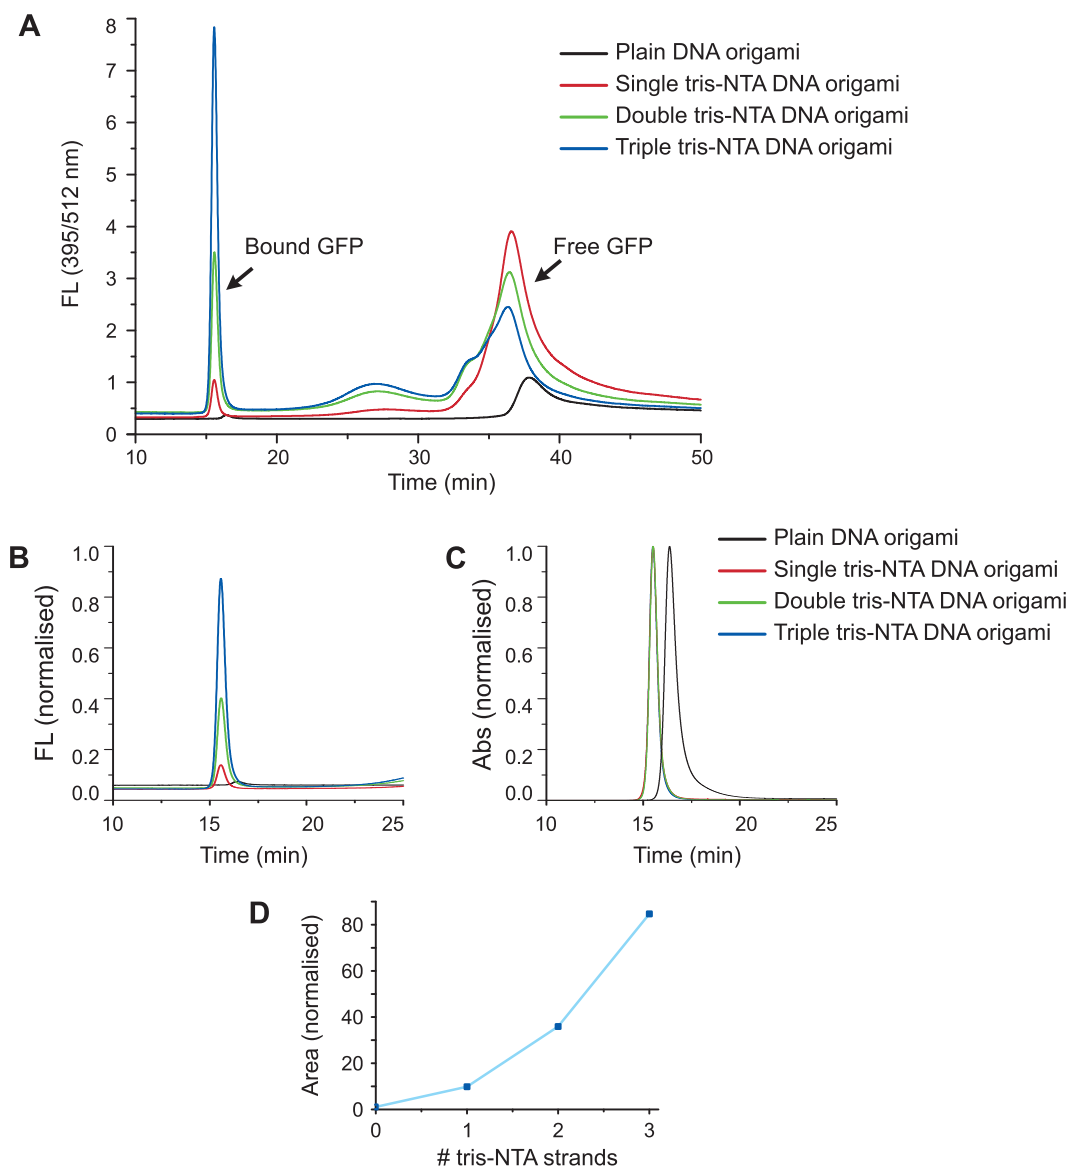 A
8
7
6
5
4
3
2
1
0
FL (395/512 nm)
10
20
30
40
50
Time (min)
Plain DNA origami
Single tris-NTA DNA origami
Double tris-NTA DNA origami
Triple tris-NTA DNA origami
Bound GFP
Free GFP
B
1.0
0.8
0.6
0.4
0.2
0.0
FL (normalised)
10
15
20
25
Time (min)
C
1.0
0.8
0.6
0.4
0.2
0.0
Abs (normalised)
10
15
20
25
Time (min)
Plain DNA origami
Single tris-NTA DNA origami
Double tris-NTA DNA origami
Triple tris-NTA DNA origami
D
80
60
40
20
0
Area (normalised)
0
1
2
3
# tris-NTA strands